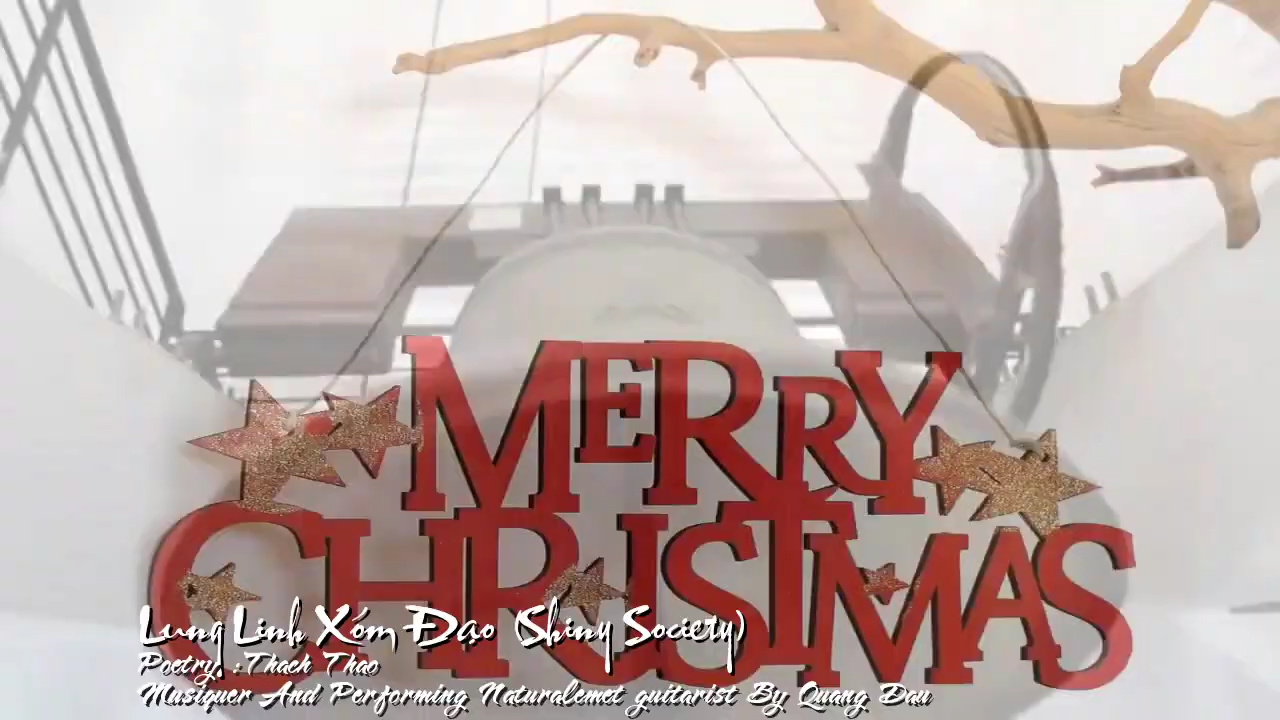 MERRY
CHRISTMAS
Lung Linh Xóm Đạo (Shiny Society)
Poetry, :Thach Thao
Musiquer And Performing Naturalemet guitarist By Quang Dau